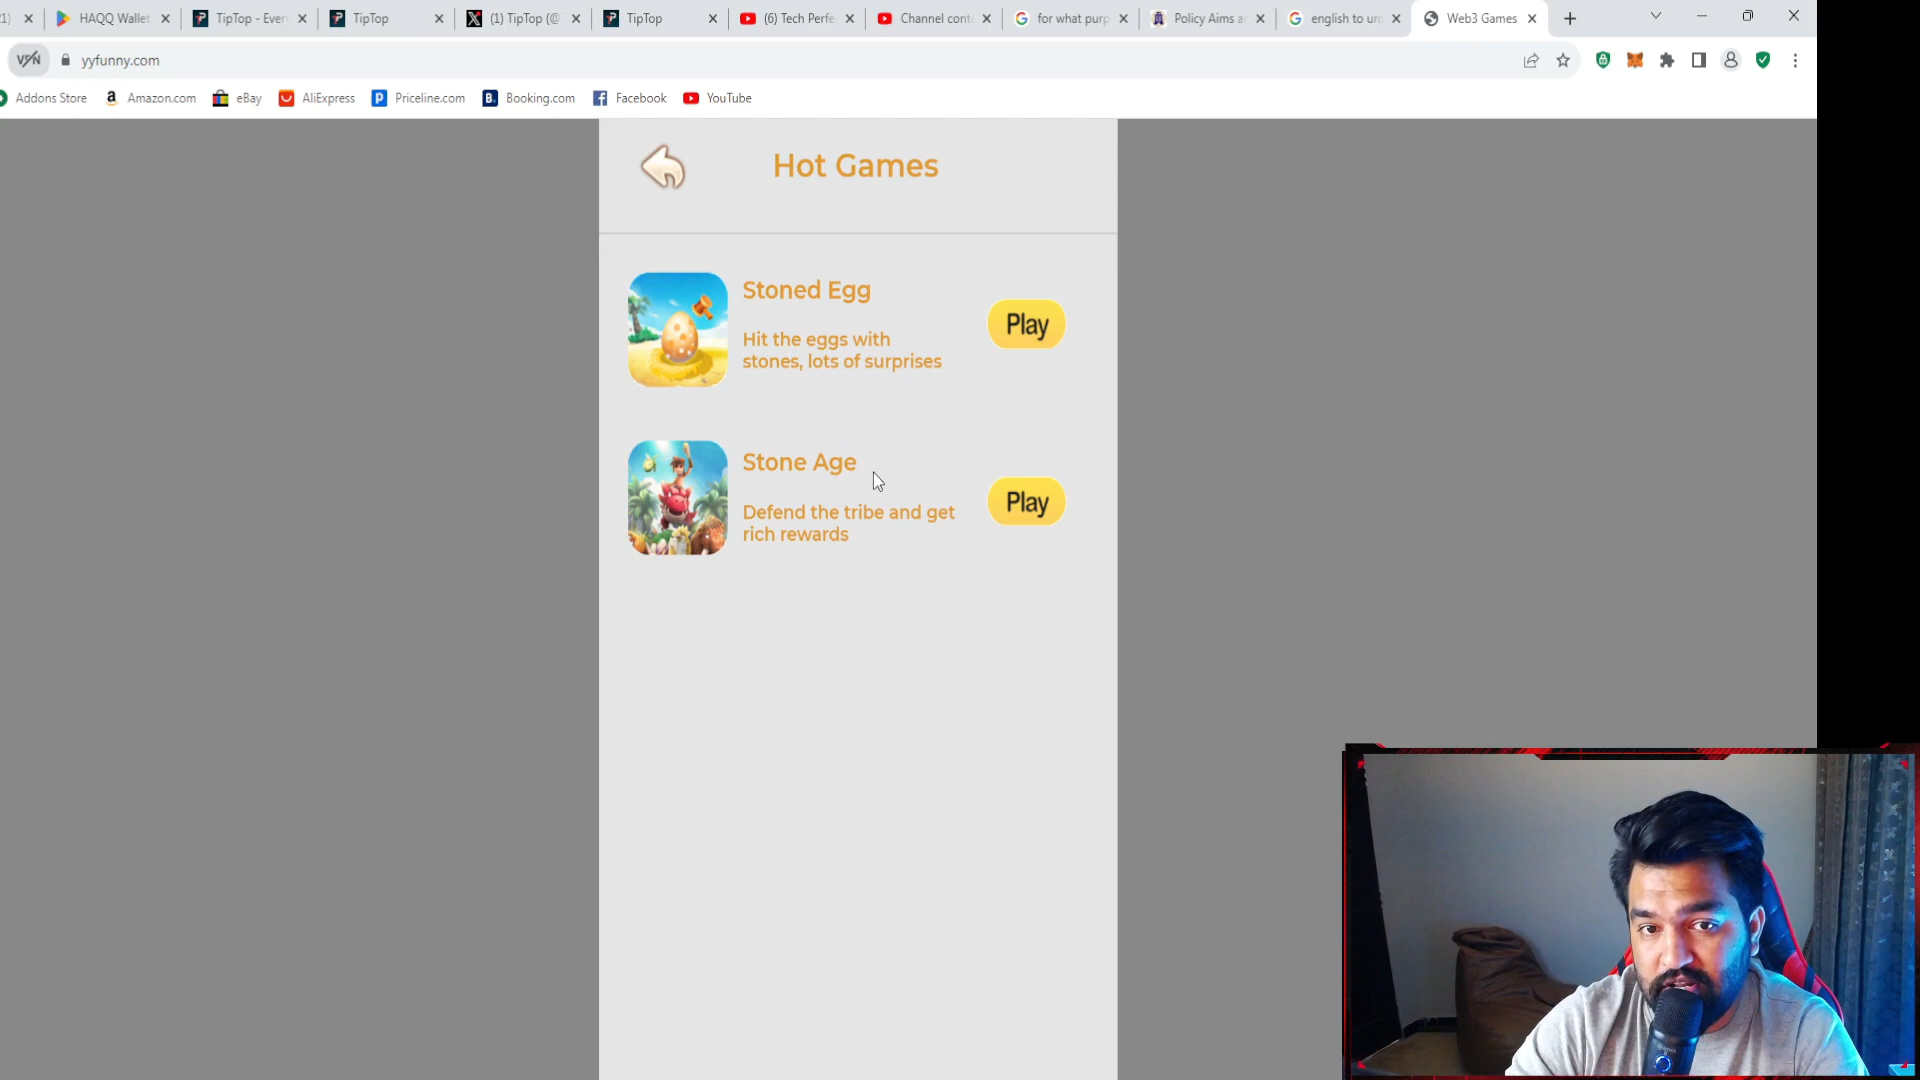 1)
HAQQ Wallet
TipTop - Ever
TipTop
(1) TipTop (@
TipTop
(6) Tech Perfe
Channel cont
for what purp
Policy Aims a
english to urd
Web3 Games
VPN
yyfunny.com
Addons Store
Amazon.com
eBay
AliExpress
Priceline.com
Booking.com
Facebook
YouTube
Hot Games
Stoned Egg
Hit the eggs with
stones, lots of surprises
Play
Stone Age
Defend the tribe and get
rich rewards
Play